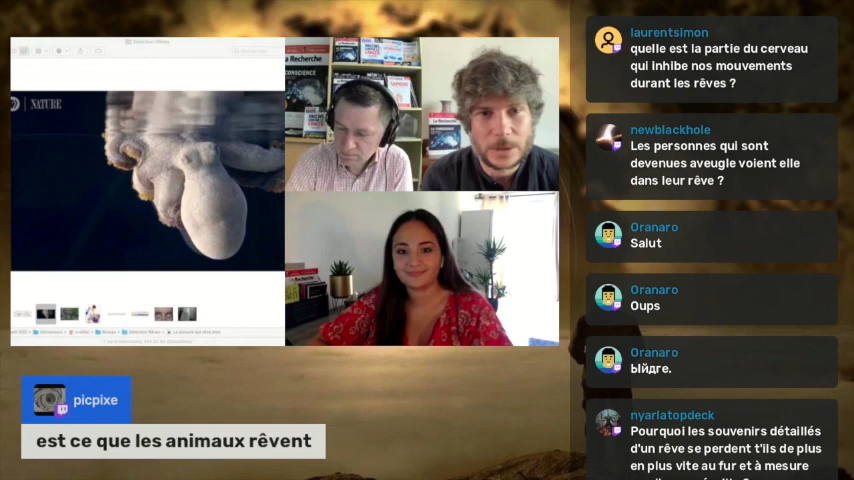 NATURE
La Recherche
CONSCIENCE
picpixe
est ce que les animaux rêvent
laurentsimon
quelle est la partie du cerveau
qui inhibe nos mouvements
durant les rêves ?
newblackhole
Les personnes qui sont
devenues aveugle voient elle
dans leur rêve ?
Oranaro
Salut
Oranaro
Oups
Oranaro
Ыйдге.
nyarlatopdeck
Pourquoi les souvenirs détaillés
d'un rêve se perdent t'ils de plus
en plus vite au fur et à mesure